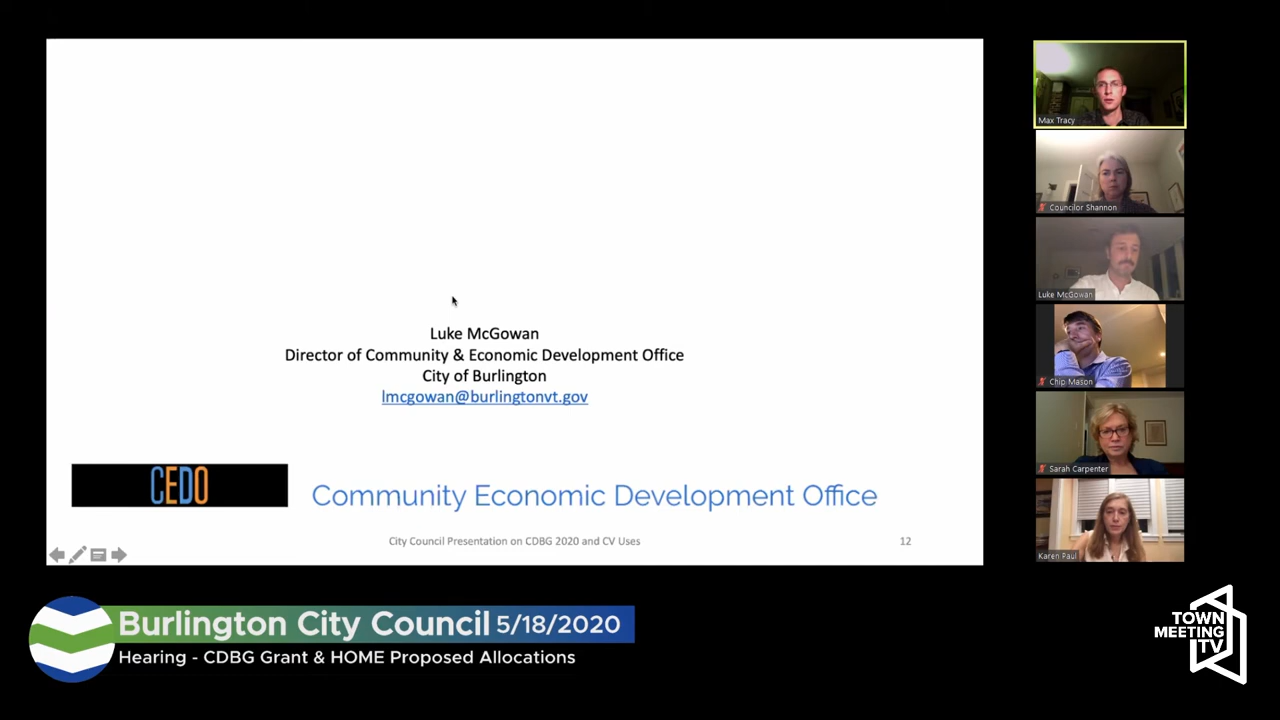 Luke McGowan
Director of Community & Economic Development Office
City of Burlington
lmcgowan@burlingtonvt.gov
CEDO
Community Economic Development Office
City Council Presentation on CDBG 2020 and CV Uses
12
Max Tracy
Councilor Shannon
Luke McGowan
Chip Mason
Sarah Carpenter
Karen Paul
Burlington City Council 5/18/2020
Hearing - CDBG Grant & HOME Proposed Allocations
TOWN
MEETING
TV